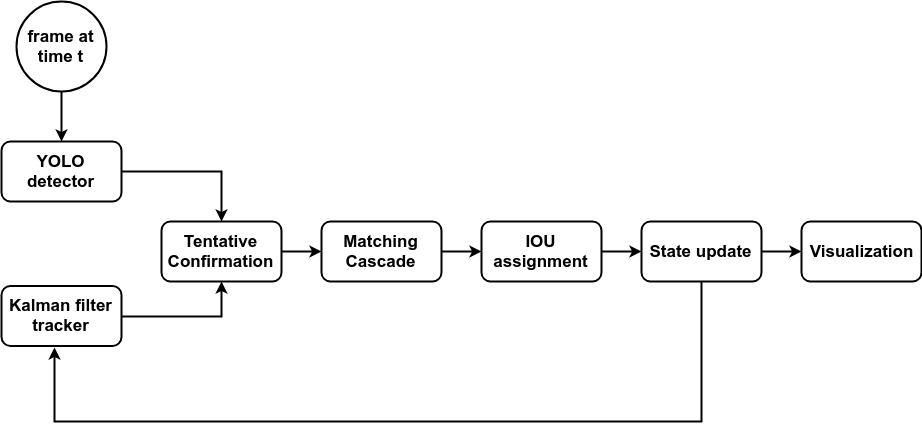 frame at
time t
YOLO
detector
Tentative
Confirmation
Matching
Cascade
IOU
assignment
State update
Visualization
Kalman filter
tracker